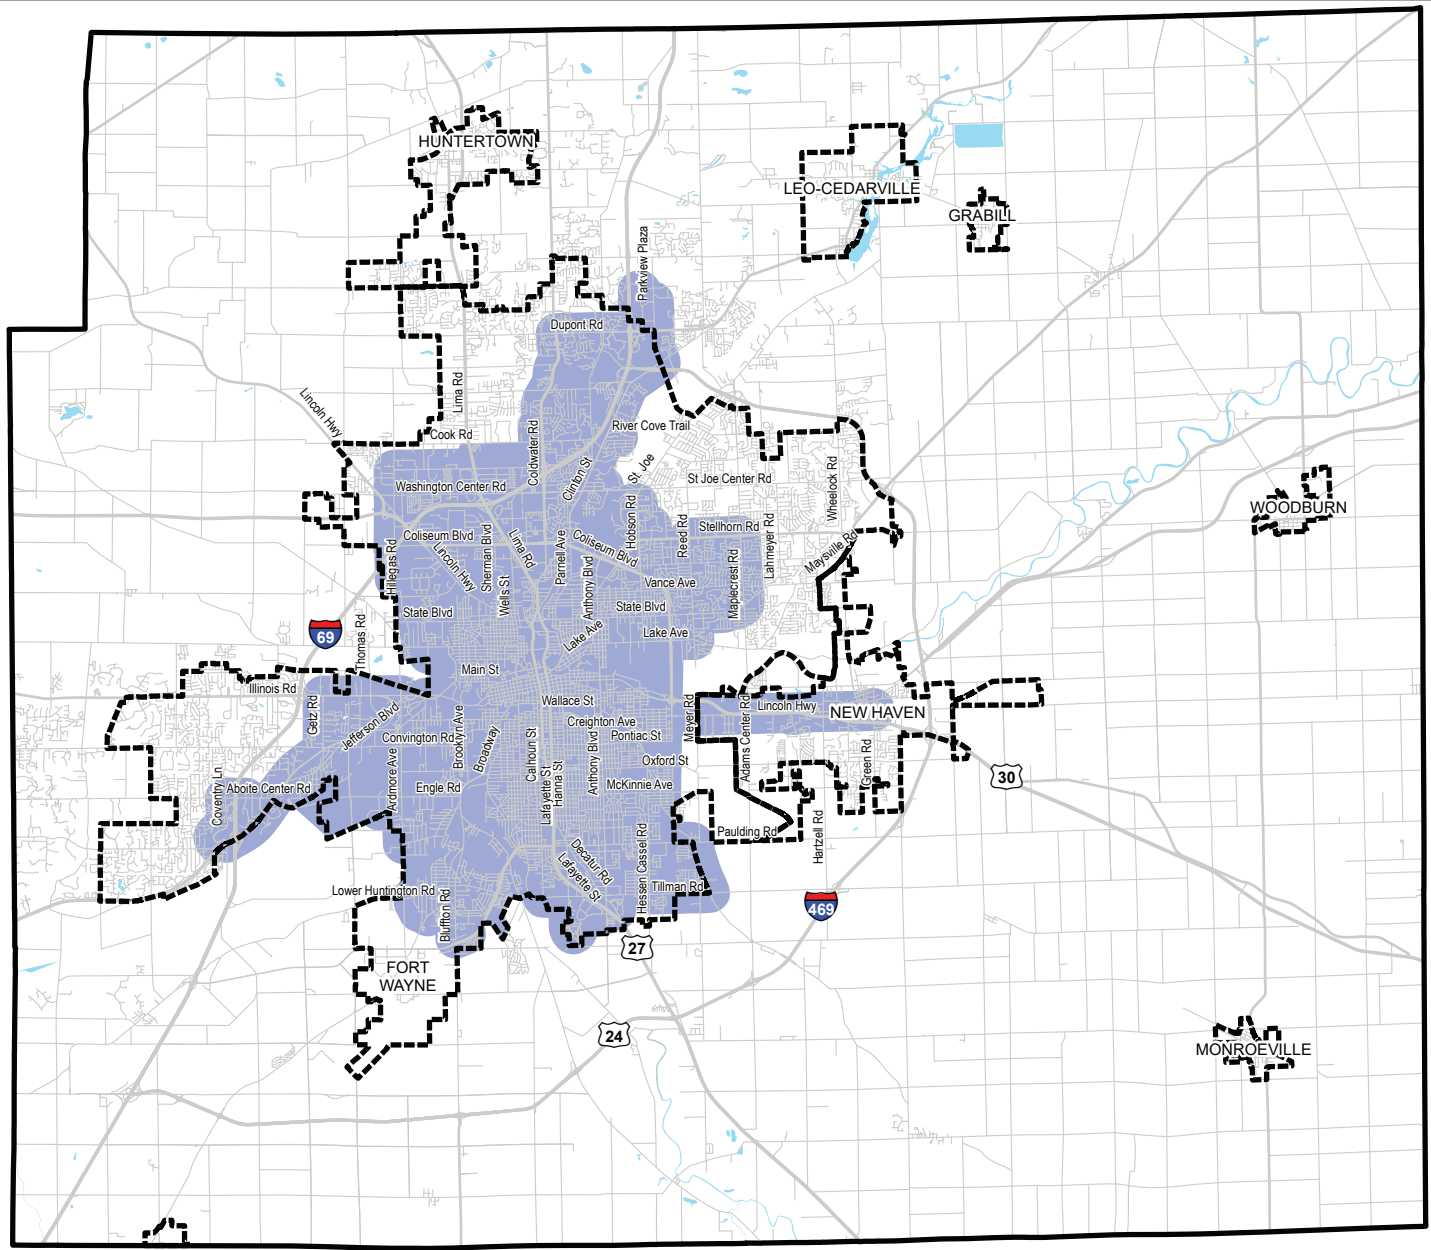 HUNTERTOWN
LEO-CEDARVILLE
GRABILL
Parkview Plaza
Dupont Rd
Lincoln Hwy
Lima Rd
Cook Rd
Coldwater Rd
River Cove Trail
Clinton St
St. Joe
St Joe Center Rd
Washington Center Rd
Wheelock Rd
WOODBURN
Hobson Rd
Reed Rd
Stellhorn Rd
Lahmeyer Rd
Maysville Rd
Coliseum Blvd
Lincoln Hwy
Sherman Blvd
Lima Rd
Parnell Ave
Coliseum Blvd
Hillegas Rd
Wells St
Anthony Blvd
Vance Ave
Maplecrest Rd
State Blvd
State Blvd
69
Thomas Rd
Lake Ave
Lake Ave
Main St
Illinois Rd
Getz Rd
Jefferson Blvd
Wallace St
Meyer Rd
Adams Center Rd
Lincoln Hwy
NEW HAVEN
Creighton Ave
Convington Rd
Brooklyn Ave
Broadway
Calhoun St
Anthony Blvd
Pontiac St
Oxford St
Green Rd
30
Coventry Ln
Aboite Center Rd
Ardmore Ave
Engle Rd
Lafayette St
Hanna St
McKinnie Ave
Paulding Rd
Hartzell Rd
Decatur Rd
Lafayette St
Hessen Cassel Rd
Tillman Rd
Lower Huntington Rd
Bluffton Rd
469
27
FORT
WAYNE
24
MONROEVILLE